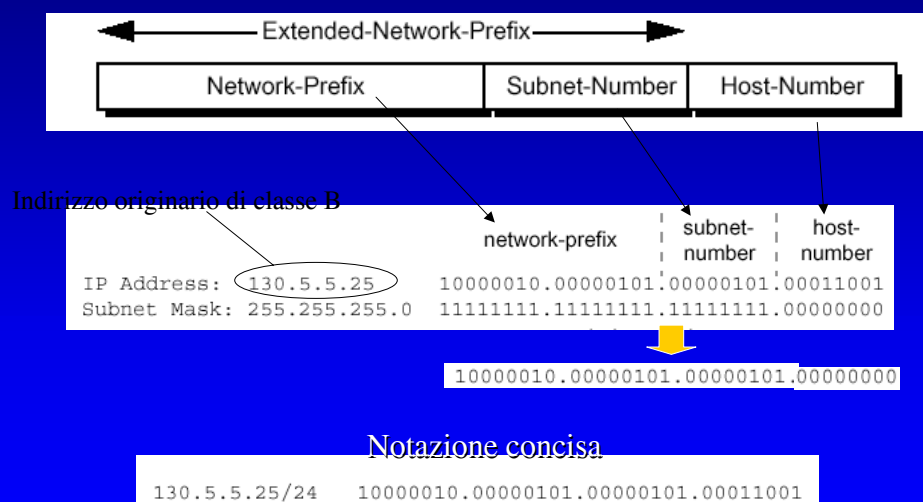 Extended-Network-Prefix
Network-Prefix Subnet-Number Host-Number
Indirizzo originario di classe B
network-prefix subnet-number host-number
IP Address: 130.5.5.25 10000010.00000101.00000101.00011001
Subnet Mask: 255.255.255.0 11111111.11111111.11111111.00000000
10000010.00000101.00000101.00000000
Notazione concisa
130.5.5.25/24 10000010.00000101.00000101.00011001